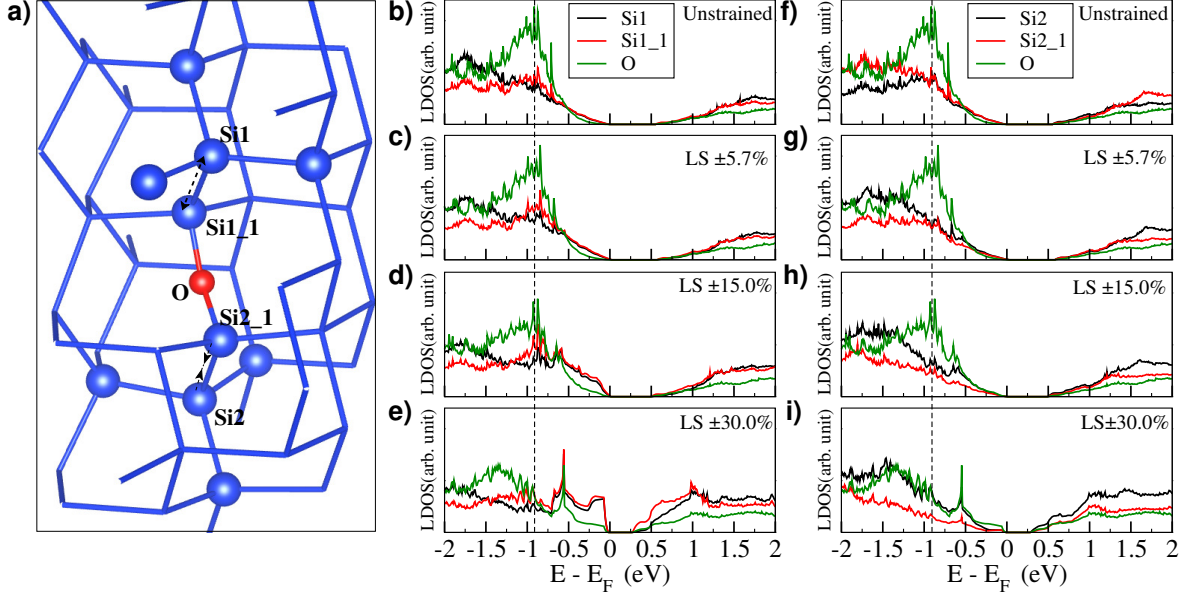 a)
Si1
Si1_1
O
Si2_1
Si2
b)
LDOS(arb. unit)
Si1
Si1_1
O
Unstrained
c)
LDOS(arb. unit)
LS ±5.7%
d)
LDOS(arb. unit)
LS ±15.0%
e)
LDOS(arb. unit)
LS ±30.0%
-2 -1.5 -1 -0.5 0 0.5 1 1.5 2
E - E_F (eV)
f)
LDOS(arb. unit)
Si2
Si2_1
O
Unstrained
g)
LDOS(arb. unit)
LS ±5.7%
h)
LDOS(arb. unit)
LS ±15.0%
i)
LDOS(arb. unit)
LS±30.0%
-2 -1.5 -1 -0.5 0 0.5 1 1.5 2
E - E_F (eV)